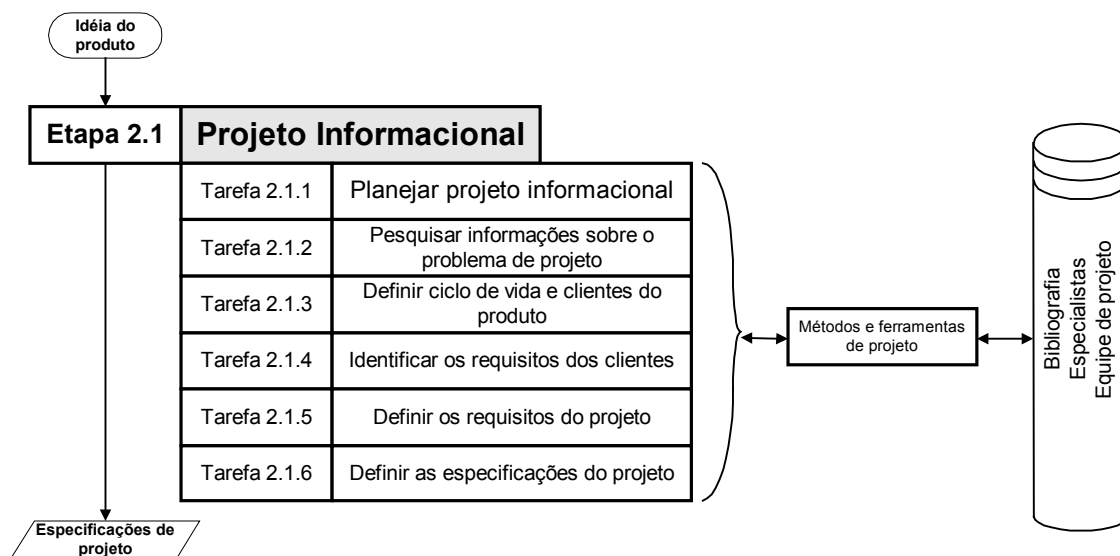 Idéia do
produto
Etapa 2.1
Projeto Informacional
Tarefa 2.1.1
Planejar projeto informacional
Tarefa 2.1.2
Pesquisar informações sobre o
problema de projeto
Tarefa 2.1.3
Definir ciclo de vida e clientes do
produto
Tarefa 2.1.4
Identificar os requisitos dos clientes
Tarefa 2.1.5
Definir os requisitos do projeto
Tarefa 2.1.6
Definir as especificações do projeto
Métodos e ferramentas
de projeto
Bibliografia
Especialistas
Equipe de projeto
Especificações de
projeto